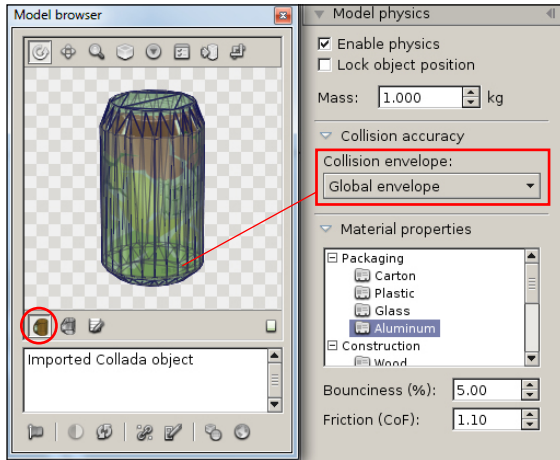 Model browser
Imported Collada object
Model physics
Enable physics
Lock object position
Mass: 1.000 kg
Collision accuracy
Collision envelope:
Global envelope
Material properties
Packaging
Carton
Plastic
Glass
Aluminum
Construction
Wood
Bounciness (%): 5.00
Friction (CoF): 1.10